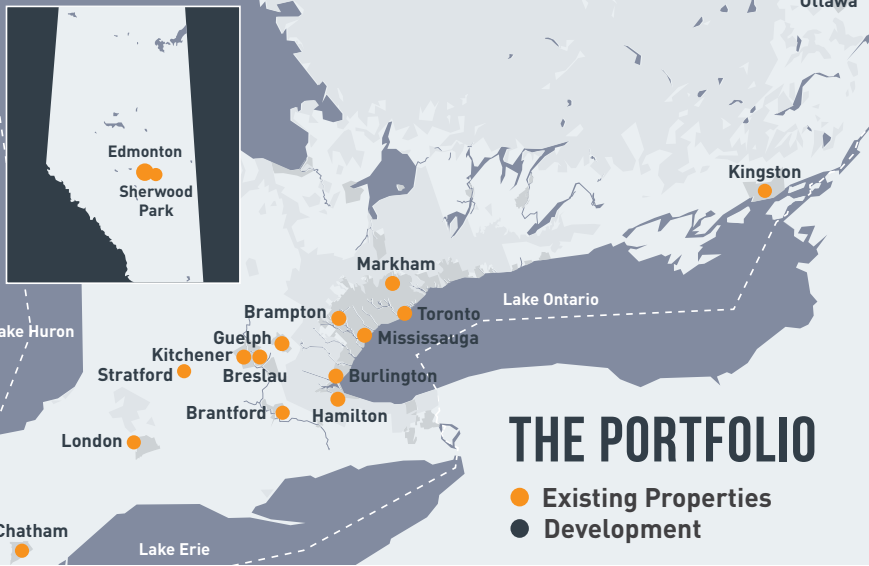 Ottawa
Edmonton
Sherwood
Park
Kingston
Markham
Lake Ontario
Brampton
Toronto
ake Huron
Guelph
Mississauga
Kitchener
Stratford
Breslau
Burlington
Brantford
Hamilton
London
THE PORTFOLIO
Existing Properties
Development
Chatham
Lake Erie